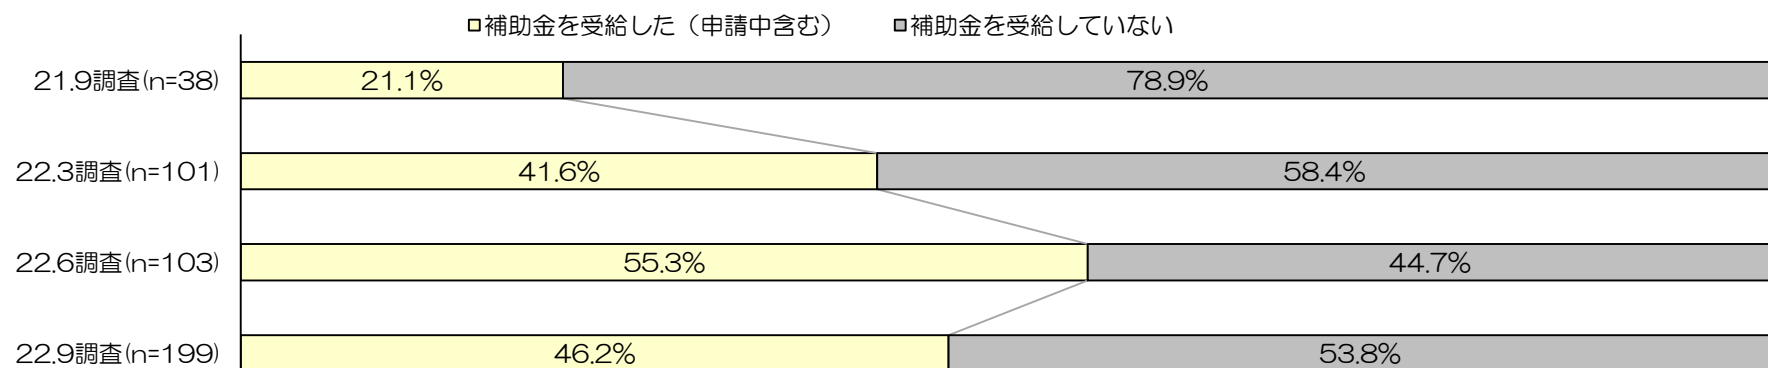 補助金を受給した（申請中含む） 補助金を受給していない
21.9調査(n=38) 21.1% 78.9%
22.3調査(n=101) 41.6% 58.4%
22.6調査(n=103) 55.3% 44.7%
22.9調査(n=199) 46.2% 53.8%